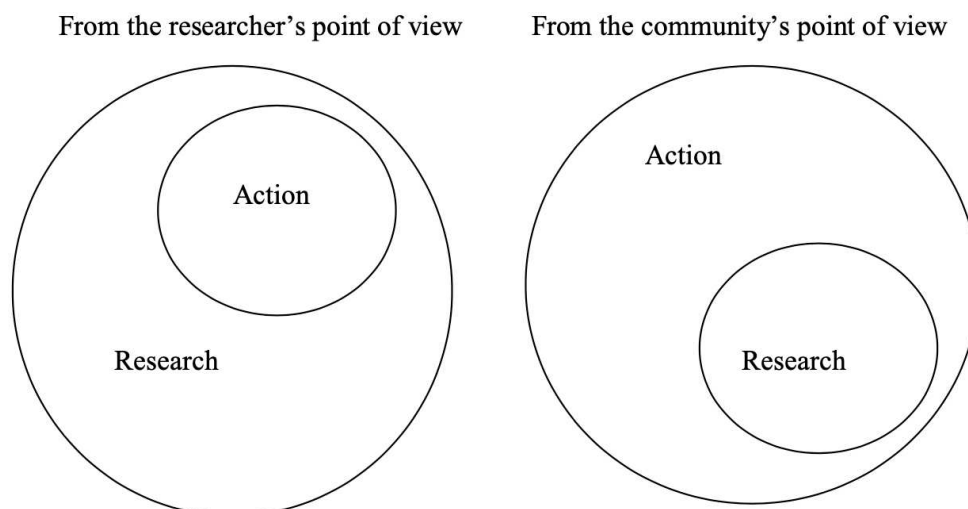 From the researcher’s point of view
Action
Research
From the community’s point of view
Action
Research